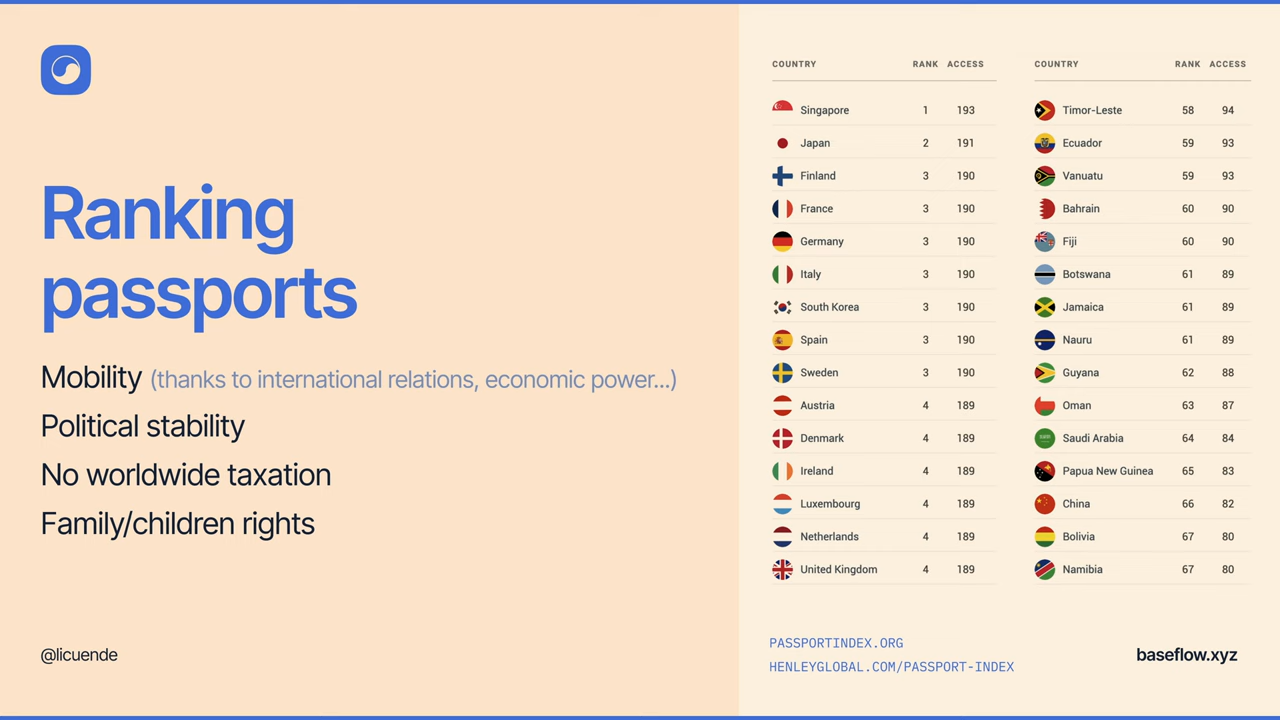 Ranking
passports
Mobility (thanks to international relations, economic power...)
Political stability
No worldwide taxation
Family/children rights
@licuende
COUNTRY RANK ACCESS
Singapore 1 193
Japan 2 191
Finland 3 190
France 3 190
Germany 3 190
Italy 3 190
South Korea 3 190
Spain 3 190
Sweden 3 190
Austria 4 189
Denmark 4 189
Ireland 4 189
Luxembourg 4 189
Netherlands 4 189
United Kingdom 4 189
COUNTRY RANK ACCESS
Timor-Leste 58 94
Ecuador 59 93
Vanuatu 59 93
Bahrain 60 90
Fiji 60 90
Botswana 61 89
Jamaica 61 89
Nauru 61 89
Guyana 62 88
Oman 63 87
Saudi Arabia 64 84
Papua New Guinea 65 83
China 66 82
Bolivia 67 80
Namibia 67 80
PASSPORTINDEX.ORG
HENLEYGLOBAL.COM/PASSPORT-INDEX
baseflow.xyz